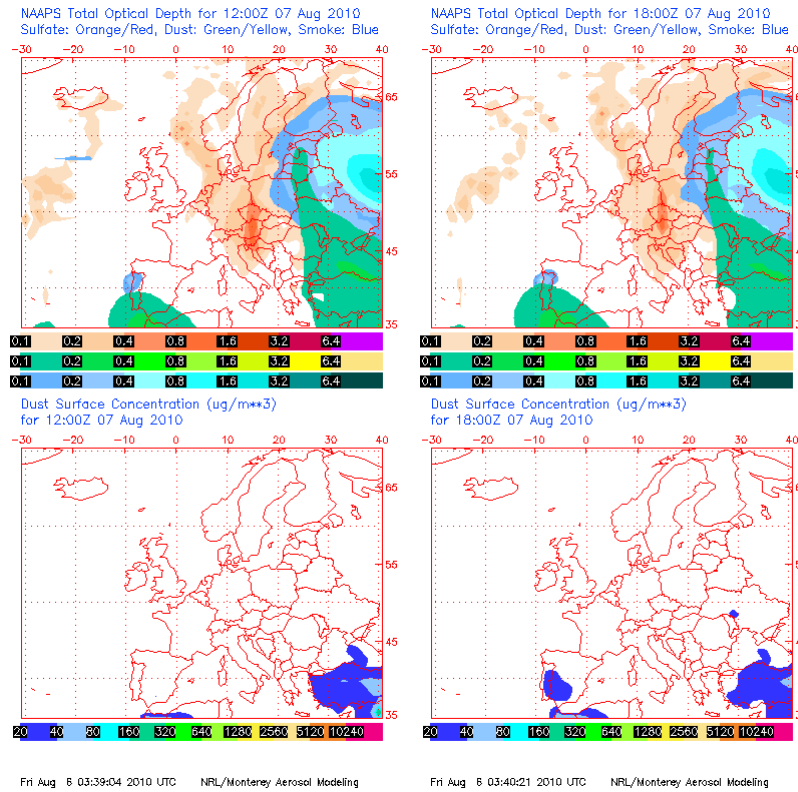 NAAPS Total Optical Depth for 12:00Z 07 Aug 2010
Sulfate: Orange/Red, Dust: Green/Yellow, Smoke: Blue
-30 -20 -10 0 10 20 30 40
65
55
45
35
0.1 0.2 0.4 0.8 1.6 3.2 6.4
0.1 0.2 0.4 0.8 1.6 3.2 6.4
0.1 0.2 0.4 0.8 1.6 3.2 6.4
NAAPS Total Optical Depth for 18:00Z 07 Aug 2010
Sulfate: Orange/Red, Dust: Green/Yellow, Smoke: Blue
-30 -20 -10 0 10 20 30 40
65
45
35
0.1 0.2 0.4 0.8 1.6 3.2 6.4
0.1 0.2 0.4 0.8 1.6 3.2 6.4
0.1 0.2 0.4 0.8 1.6 3.2 6.4
Dust Surface Concentration (ug/m**3)
for 12:00Z 07 Aug 2010
-30 -20 -10 0 10 20 30 40
65
55
45
35
20 40 80 160 320 640 1280 2560 5120 10240
Dust Surface Concentration (ug/m**3)
for 18:00Z 07 Aug 2010
-30 -20 -10 0 10 20 30 40
65
45
35
20 40 80 160 320 640 1280 2560 5120 10240
Fri Aug 6 03:39:04 2010 UTC NRL/Monterey Aerosol Modeling
Fri Aug 6 03:40:21 2010 UTC NRL/Monterey Aerosol Modeling